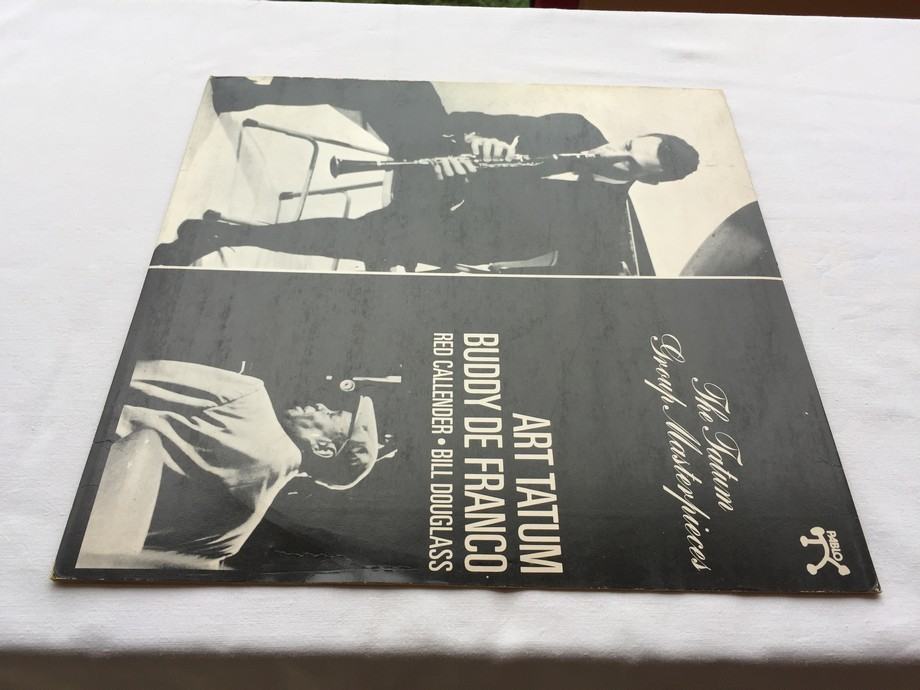 The Tatum
Group Masterpieces
ART TATUM
BUDDY DE FRANCO
RED CALLENDER • BILL DOUGLASS
PABLO